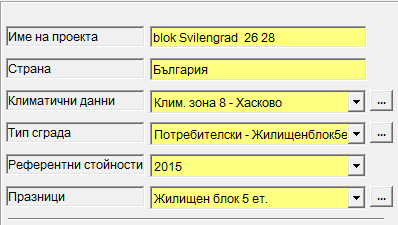 Име на проекта blok Svilengrad 26 28
Страна България
Климатични данни Клим. зона 8 - Хасково ...
Тип сграда Потребителски - Жилищенблок5е ...
Референтни стойности 2015
Празници Жилищен блок 5 ет. ...